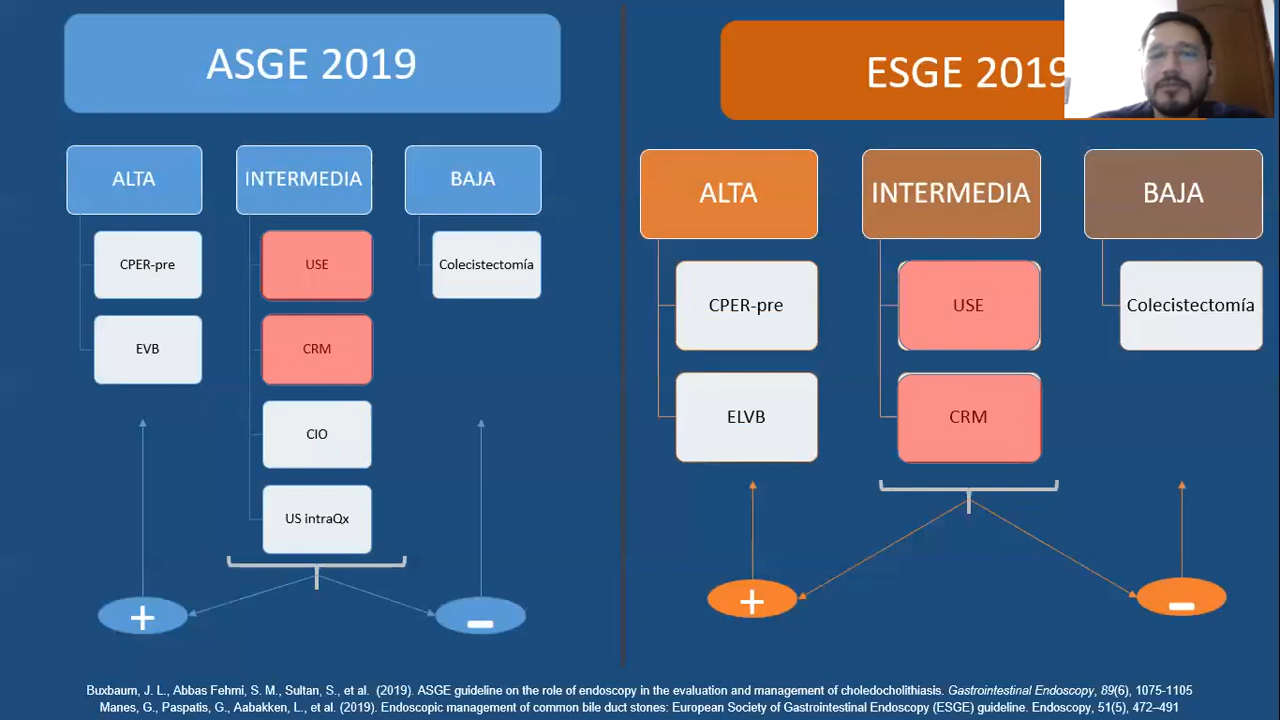 ASGE 2019
ALTA
INTERMEDIA
BAJA
CPER-pre
USE
Colecistectomía
EVB
CRM
CIO
US intraQx
+
-
ESGE 2019
ALTA
INTERMEDIA
BAJA
CPER-pre
USE
Colecistectomía
ELVB
CRM
+
-
Buxbaum, J. L., Abbas Fehmi, S. M., Sultan, S., et al. (2019). ASGE guideline on the role of endoscopy in the evaluation and management of choledocholithiasis. Gastrointestinal Endoscopy, 89(6), 1075-1105
Manes, G., Paspatis, G., Aabakken, L., et al. (2019). Endoscopic management of common bile duct stones: European Society of Gastrointestinal Endoscopy (ESGE) guideline. Endoscopy, 51(5), 472–491